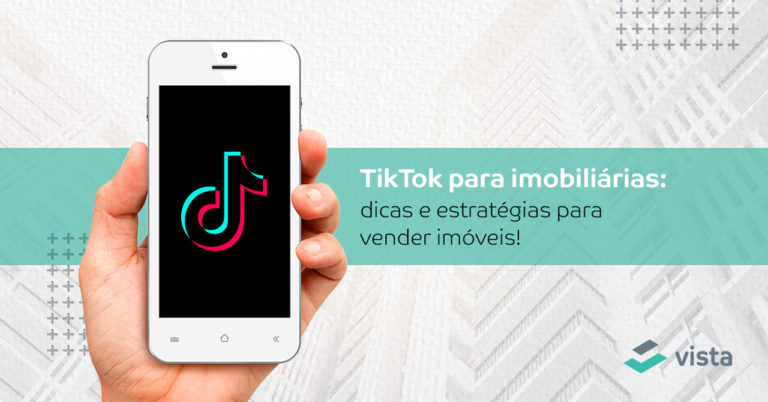 TikTok para imobiliárias:
dicas e estratégias para
vender imóveis!
vista